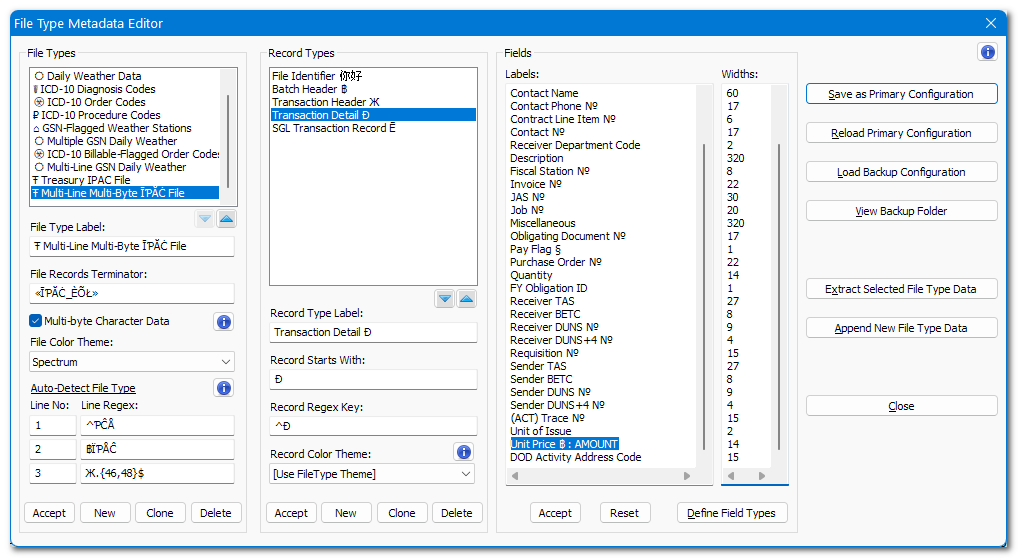 File Type Metadata Editor
File Types
Daily Weather Data
ICD-10 Diagnosis Codes
ICD-10 Order Codes
₽ ICD-10 Procedure Codes
⌂ GSN-Flagged Weather Stations
Multiple GSN Daily Weather
ICD-10 Billable-Flagged Order Codes
Multi-Line GSN Daily Weather
Ŧ Treasury IPAC File
Ŧ Multi-Line Multi-Byte ĪƤĂĊ File
File Type Label:
Ŧ Multi-Line Multi-Byte ĪƤĂĊ File
File Records Terminator:
«ĪƤĂĊ_ĖÕŁ»
Multi-byte Character Data
File Color Theme:
Spectrum
Auto-Detect File Type
Line No:
Line Regex:
1
^ƤĈÂ
2
฿ÏƤÂĈ
3
Ж.{46,48}$
Accept
New
Clone
Delete
Record Types
File Identifier 你好
Batch Header ฿
Transaction Header Ж
Transaction Detail Đ
SGL Transaction Record Ē
Record Type Label:
Transaction Detail Đ
Record Starts With:
Đ
Record Regex Key:
^Đ
Record Color Theme:
[Use FileType Theme]
Accept
New
Clone
Delete
Fields
Labels:
Widths:
Contact Name 60
Contact Phone № 17
Contract Line Item № 6
Contact № 17
Receiver Department Code 2
Description 320
Fiscal Station № 8
Invoice № 22
JAS № 30
Job № 20
Miscellaneous 320
Obligating Document № 17
Pay Flag § 1
Purchase Order № 22
Quantity 14
FY Obligation ID 1
Receiver TAS 27
Receiver BETC 8
Receiver DUNS № 9
Receiver DUNS+4 № 4
Requisition № 15
Sender TAS 27
Sender BETC 8
Sender DUNS № 9
Sender DUNS+4 № 4
(ACT) Trace № 15
Unit of Issue 2
Unit Price ฿ : AMOUNT 14
DOD Activity Address Code 15
Accept
Reset
Define Field Types
Save as Primary Configuration
Reload Primary Configuration
Load Backup Configuration
View Backup Folder
Extract Selected File Type Data
Append New File Type Data
Close